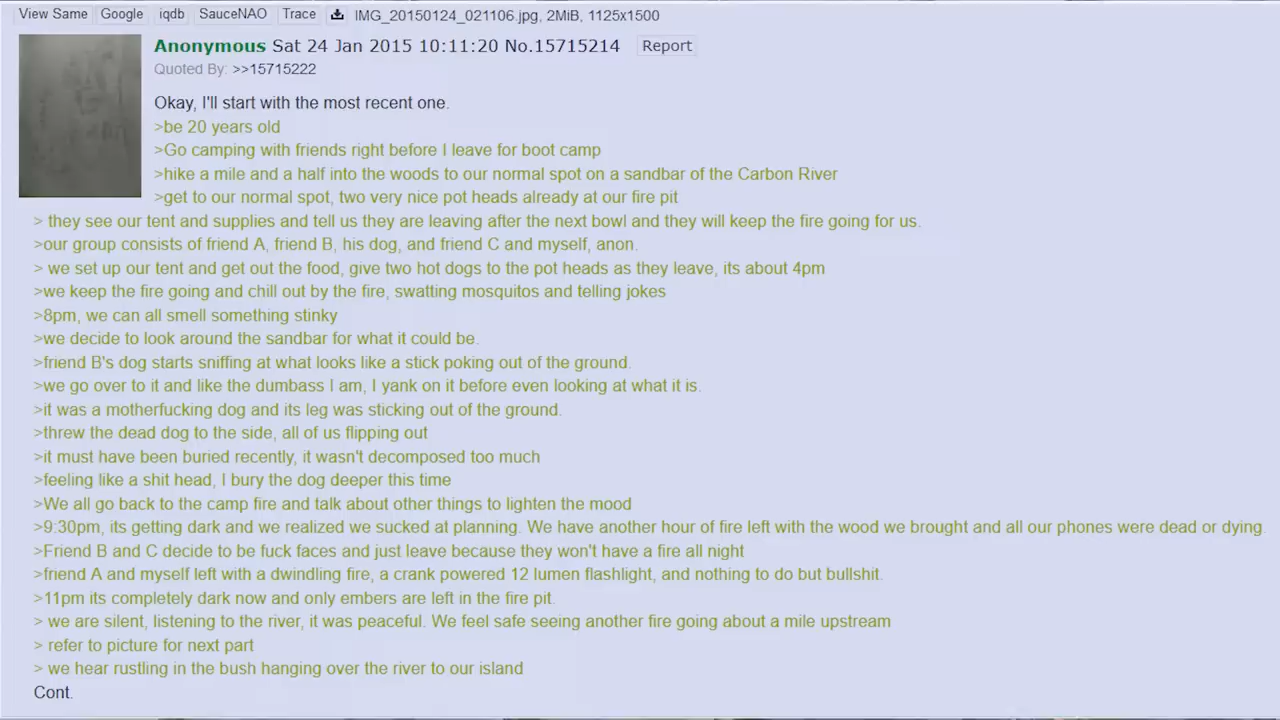 View Same Google iqdb SauceNAO Trace IMG_20150124_021106.jpg, 2MiB, 1125x1500
Anonymous Sat 24 Jan 2015 10:11:20 No.15715214 Report
Quoted By: >>15715222
Okay, I'll start with the most recent one.
>be 20 years old
>Go camping with friends right before I leave for boot camp
>hike a mile and a half into the woods to our normal spot on a sandbar of the Carbon River
>get to our normal spot, two very nice pot heads already at our fire pit
> they see our tent and supplies and tell us they are leaving after the next bowl and they will keep the fire going for us.
>our group consists of friend A, friend B, his dog, and friend C and myself, anon.
> we set up our tent and get out the food, give two hot dogs to the pot heads as they leave, its about 4pm
>we keep the fire going and chill out by the fire, swatting mosquitos and telling jokes
>8pm, we can all smell something stinky
>we decide to look around the sandbar for what it could be.
>friend B's dog starts sniffing at what looks like a stick poking out of the ground.
>we go over to it and like the dumbass I am, I yank on it before even looking at what it is.
>it was a motherfucking dog and its leg was sticking out of the ground.
>threw the dead dog to the side, all of us flipping out
>it must have been buried recently, it wasn't decomposed too much
>feeling like a shit head, I bury the dog deeper this time
>We all go back to the camp fire and talk about other things to lighten the mood
>9:30pm, its getting dark and we realized we sucked at planning. We have another hour of fire left with the wood we brought and all our phones were dead or dying.
>Friend B and C decide to be fuck faces and just leave because they won't have a fire all night
>friend A and myself left with a dwindling fire, a crank powered 12 lumen flashlight, and nothing to do but bullshit.
>11pm its completely dark now and only embers are left in the fire pit.
> we are silent, listening to the river, it was peaceful. We feel safe seeing another fire going about a mile upstream
> refer to picture for next part
> we hear rustling in the bush hanging over the river to our island
Cont.